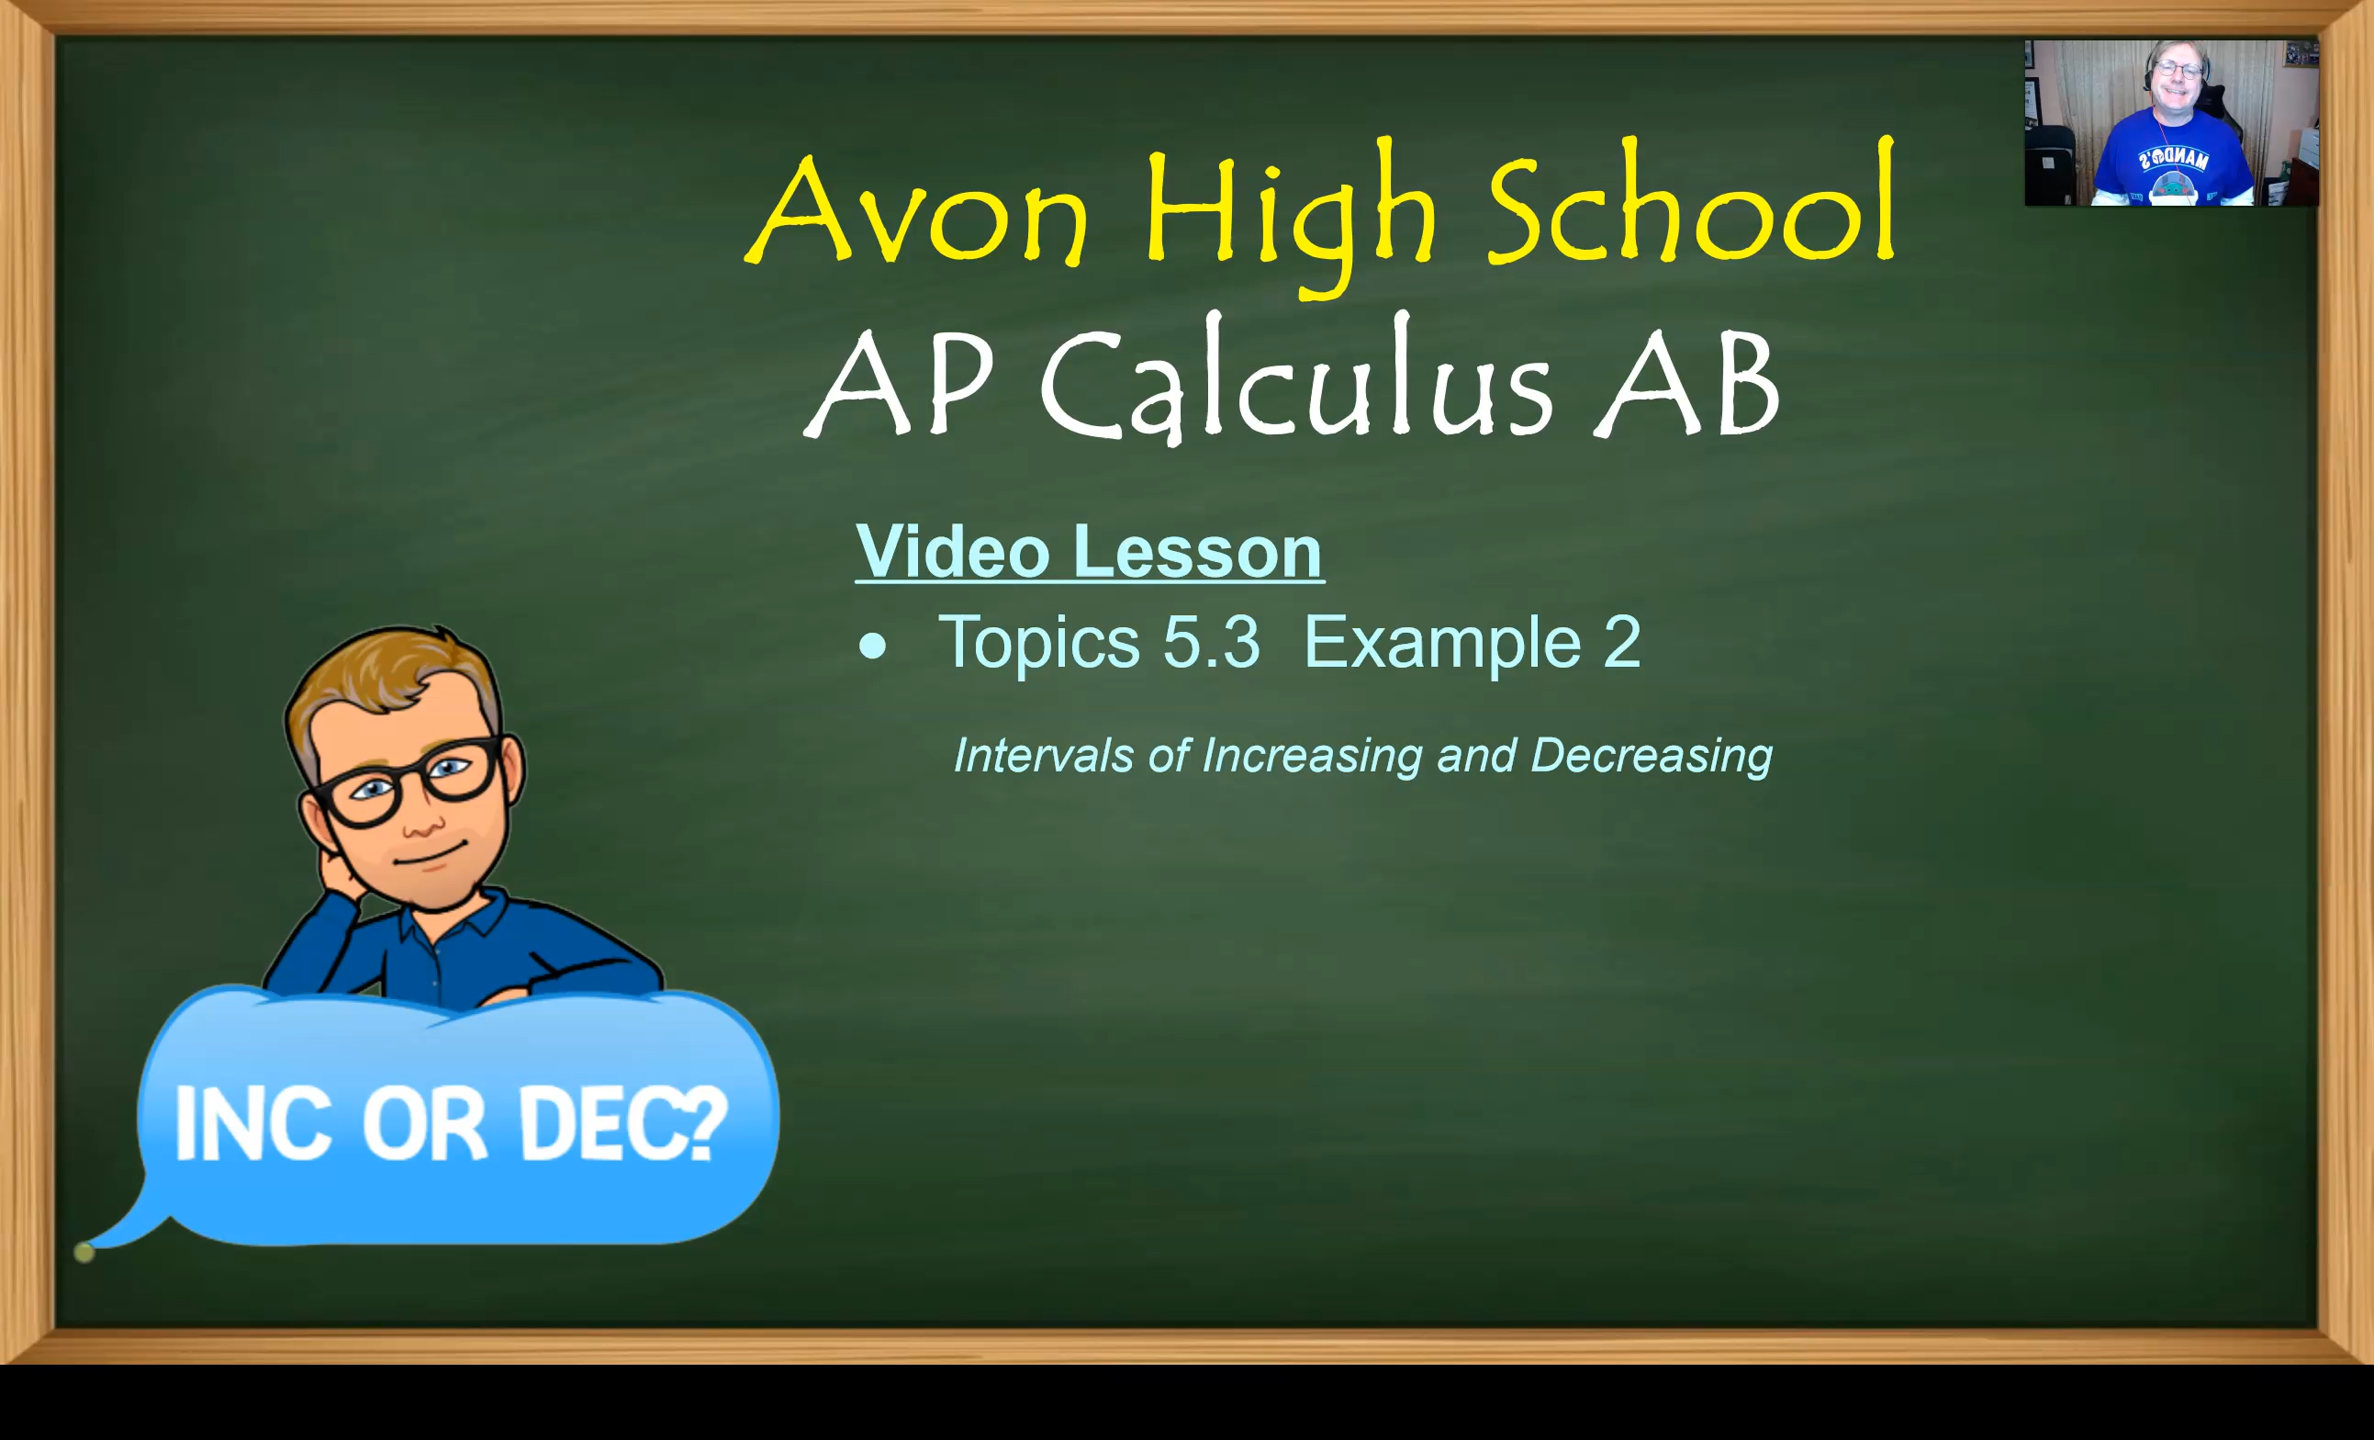 Avon High School
AP Calculus AB
Video Lesson
● Topics 5.3 Example 2
Intervals of Increasing and Decreasing
INC OR DEC?
MANDO'S